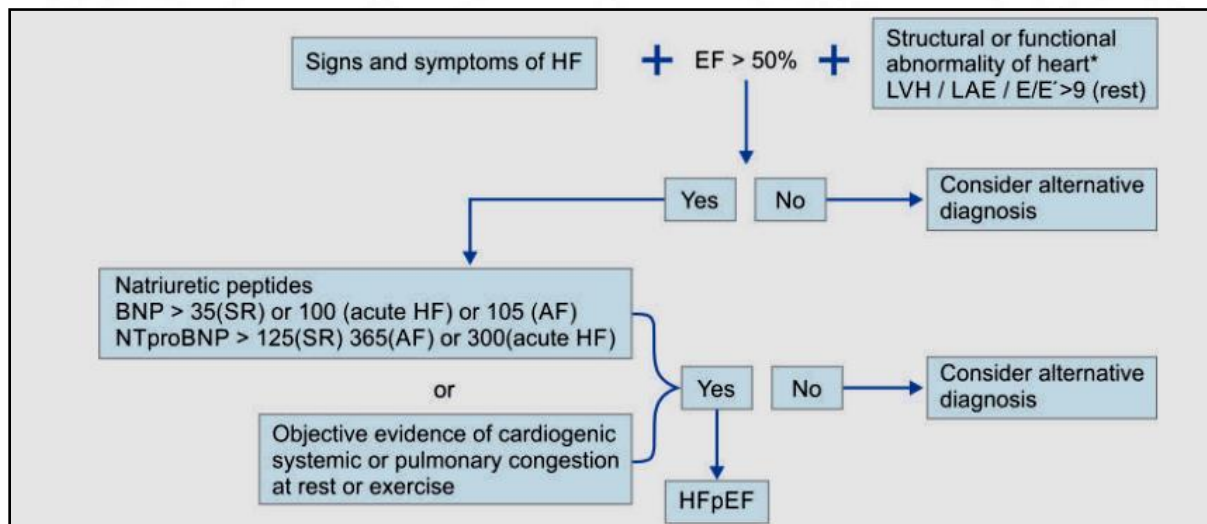 Signs and symptoms of HF
+
EF > 50%
+
Structural or functional
abnormality of heart*
LVH / LAE / E/E´>9 (rest)
Yes
No
Consider alternative
diagnosis
Natriuretic peptides
BNP > 35(SR) or 100 (acute HF) or 105 (AF)
NTproBNP > 125(SR) 365(AF) or 300(acute HF)
or
Objective evidence of cardiogenic
systemic or pulmonary congestion
at rest or exercise
Yes
No
Consider alternative
diagnosis
HFpEF